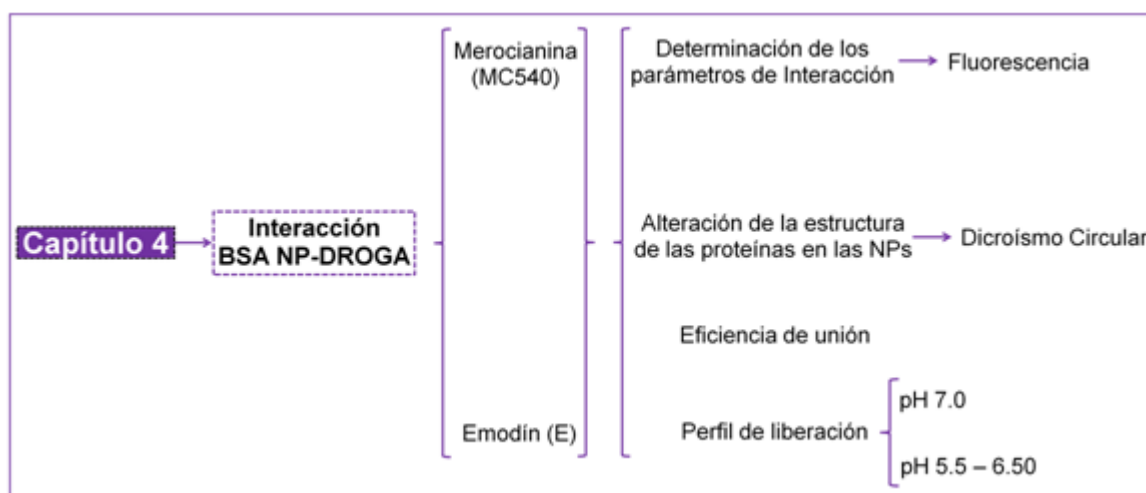 Capítulo 4
Interacción
BSA NP-DROGA
Merocianina
(MC540)
Emodín (E)
Determinación de los
parámetros de Interacción
Fluorescencia
Alteración de la estructura
de las proteínas en las NPs
Dicroísmo Circular
Eficiencia de unión
Perfil de liberación
pH 7.0
pH 5.5 – 6.50